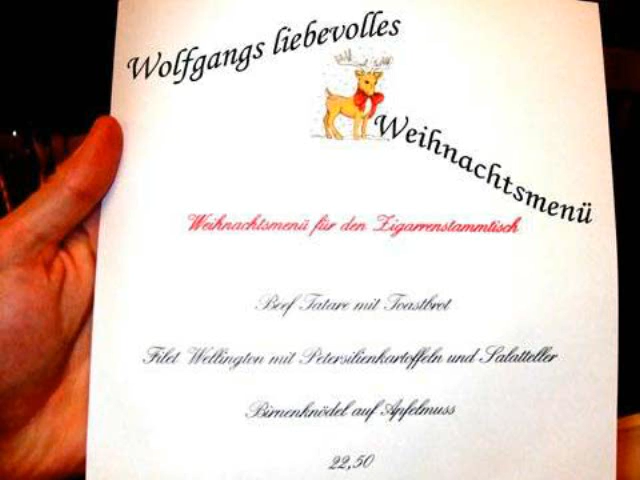 Wolfgangs liebevolles
Weihnachtsmenü
Weihnachtsmenü für den Zigarrenstammtisch
Beef Tatare mit Toastbrot
Filet Wellington mit Petersilienkartoffeln und Salatteller
Birnenknödel auf Apfelmuss
22,50